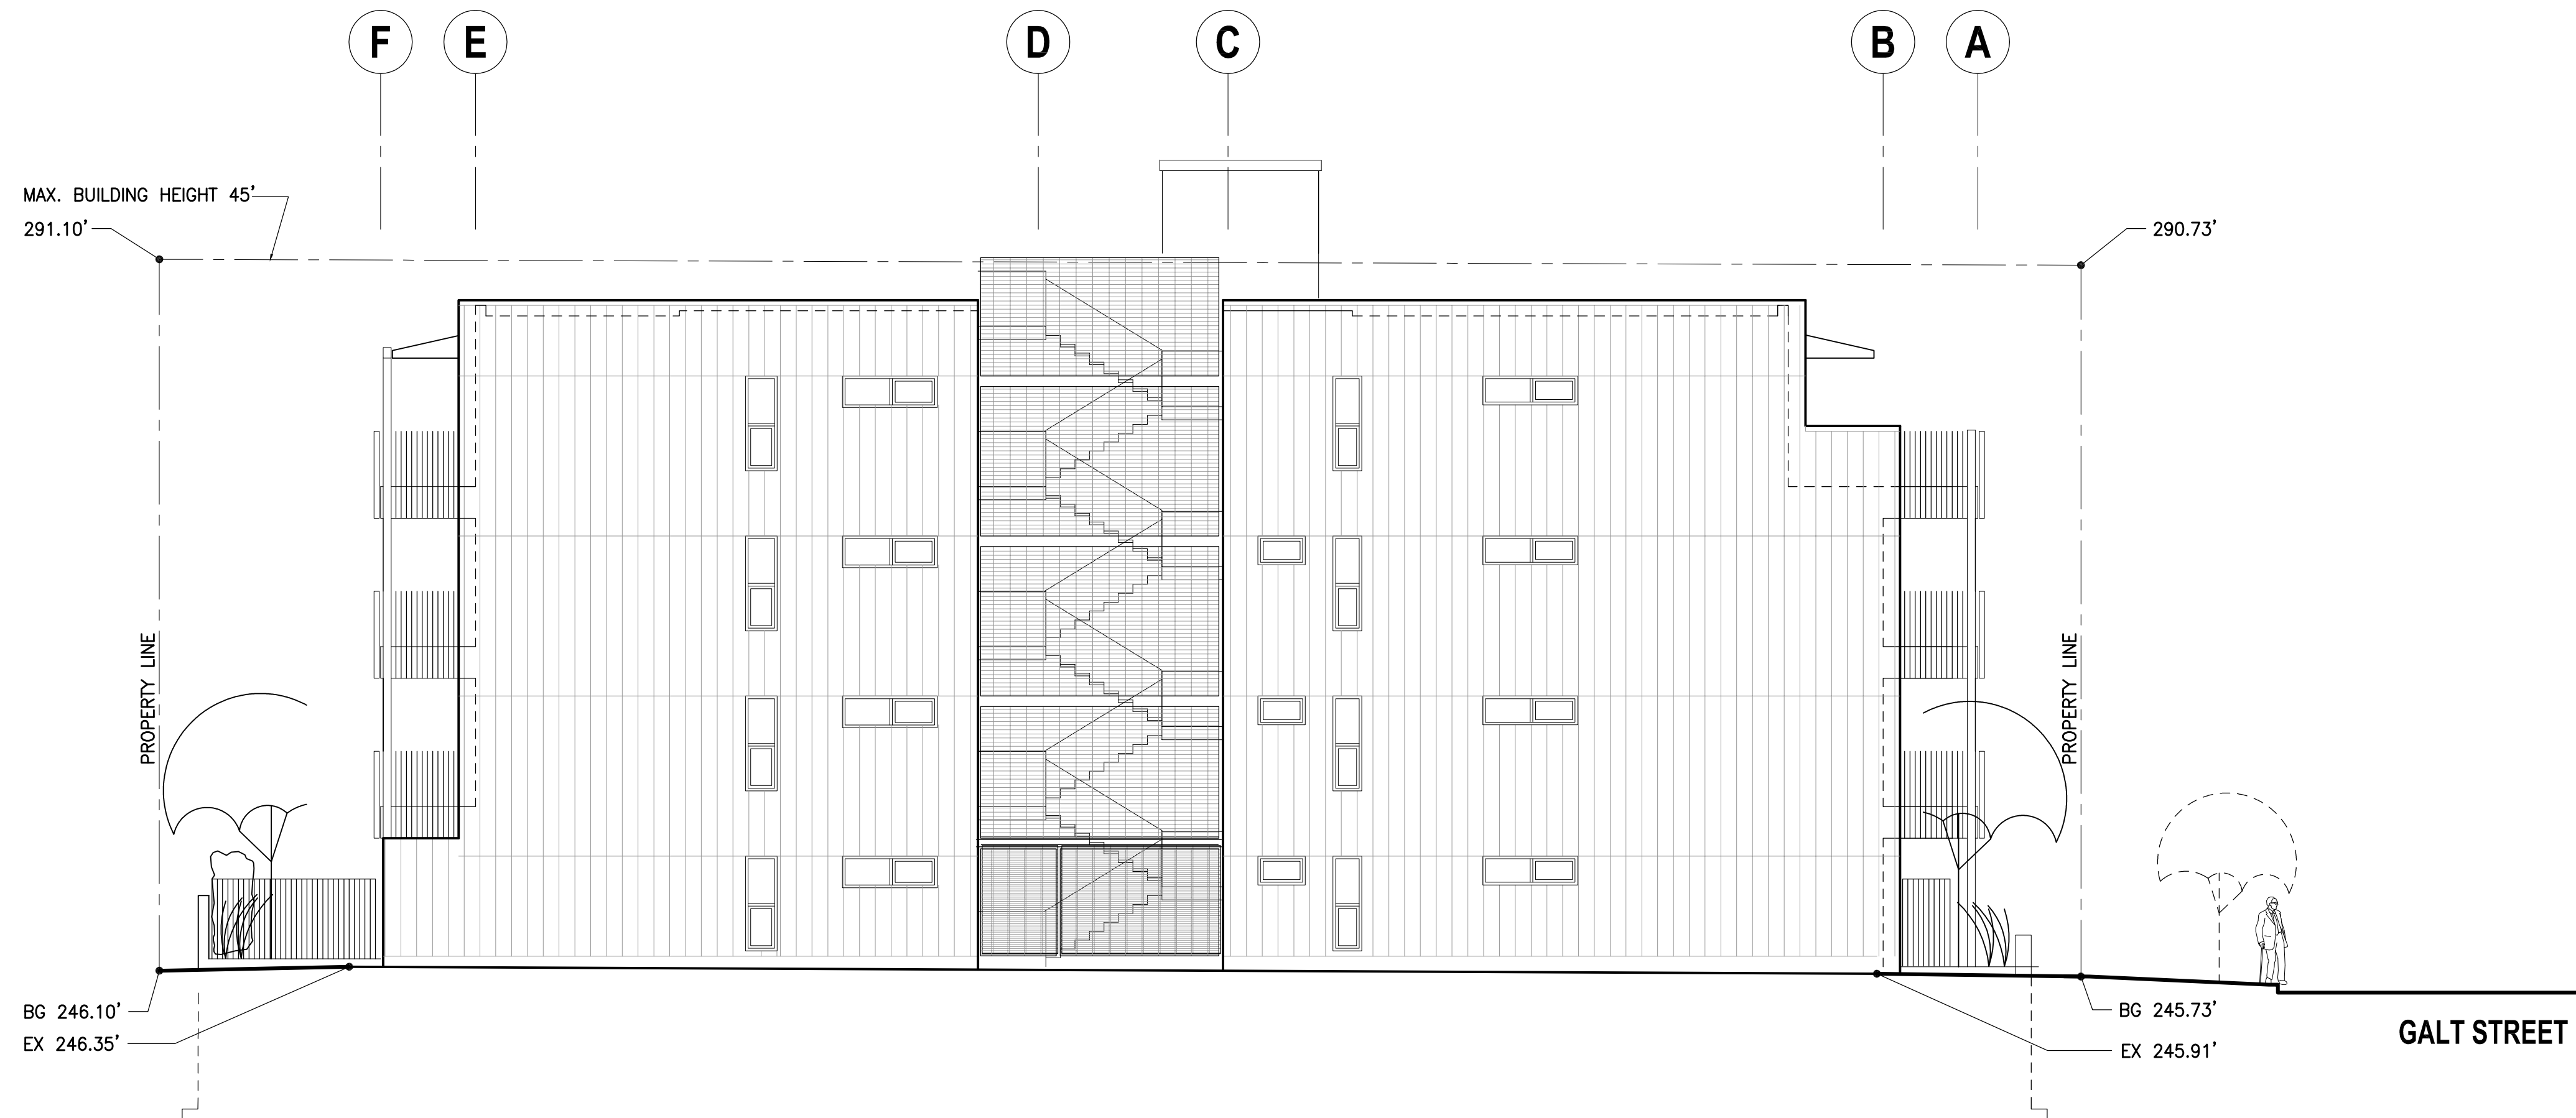 F E D C B A
MAX. BUILDING HEIGHT 45'
291.10'
290.73'
PROPERTY LINE
PROPERTY LINE
BG 246.10'
EX 246.35'
BG 245.73'
EX 245.91'
GALT STREET